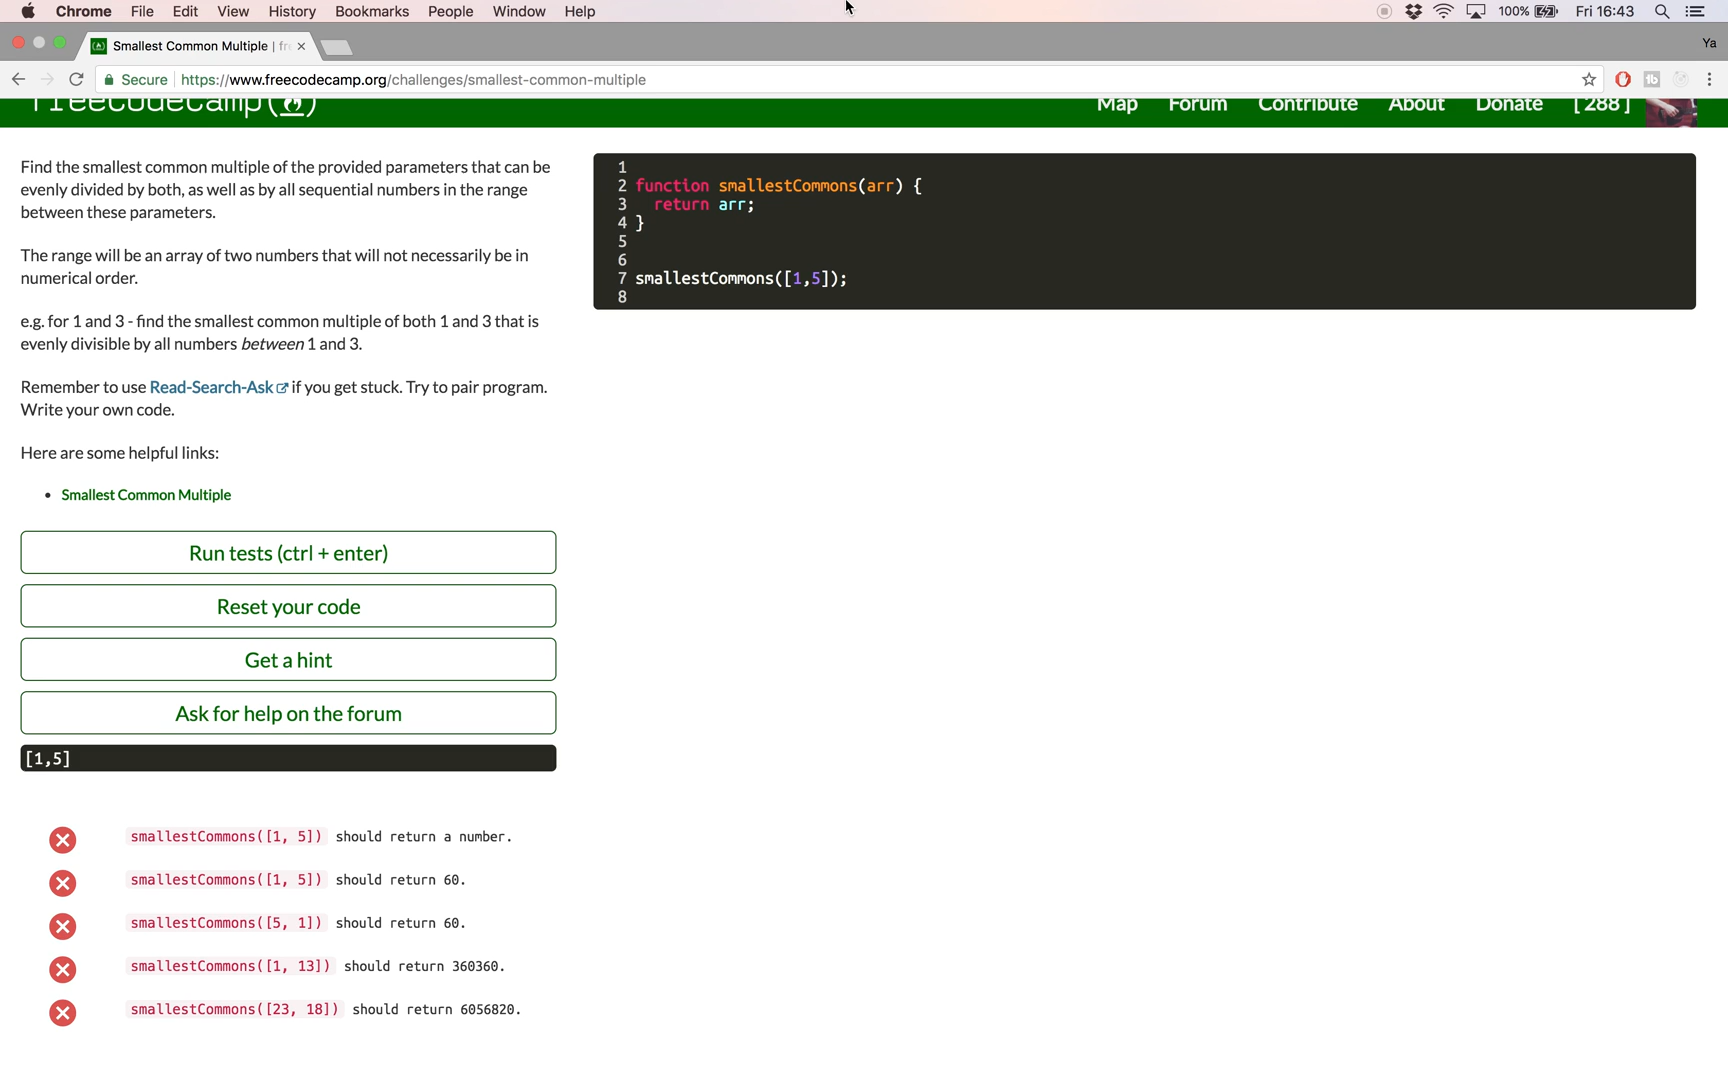 Chrome File Edit View History Bookmarks People Window Help 100% Fri 16:43
Smallest Common Multiple | fr
Ya
Secure https://www.freecodecamp.org/challenges/smallest-common-multiple
freecodecamp Map Forum Contribute About Donate [ 288 ]
Find the smallest common multiple of the provided parameters that can be
evenly divided by both, as well as by all sequential numbers in the range
between these parameters.
The range will be an array of two numbers that will not necessarily be in
numerical order.
e.g. for 1 and 3 - find the smallest common multiple of both 1 and 3 that is
evenly divisible by all numbers between 1 and 3.
Remember to use Read-Search-Ask if you get stuck. Try to pair program.
Write your own code.
Here are some helpful links:
• Smallest Common Multiple
Run tests (ctrl + enter)
Reset your code
Get a hint
Ask for help on the forum
[1,5]
smallestCommons([1, 5]) should return a number.
smallestCommons([1, 5]) should return 60.
smallestCommons([5, 1]) should return 60.
smallestCommons([1, 13]) should return 360360.
smallestCommons([23, 18]) should return 6056820.
1
2 function smallestCommons(arr) {
3 return arr;
4 }
5
6
7 smallestCommons([1,5]);
8